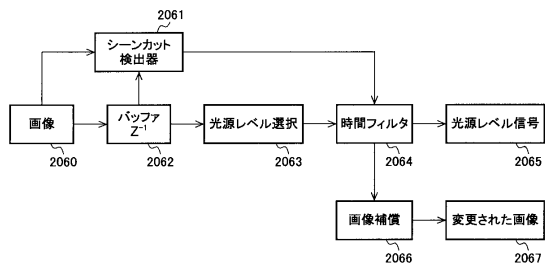 2061
シーンカット
検出器
画像
2060
バッファ
Z⁻¹
2062
光源レベル選択
2063
時間フィルタ
2064
光源レベル信号
2065
画像補償
2066
変更された画像
2067